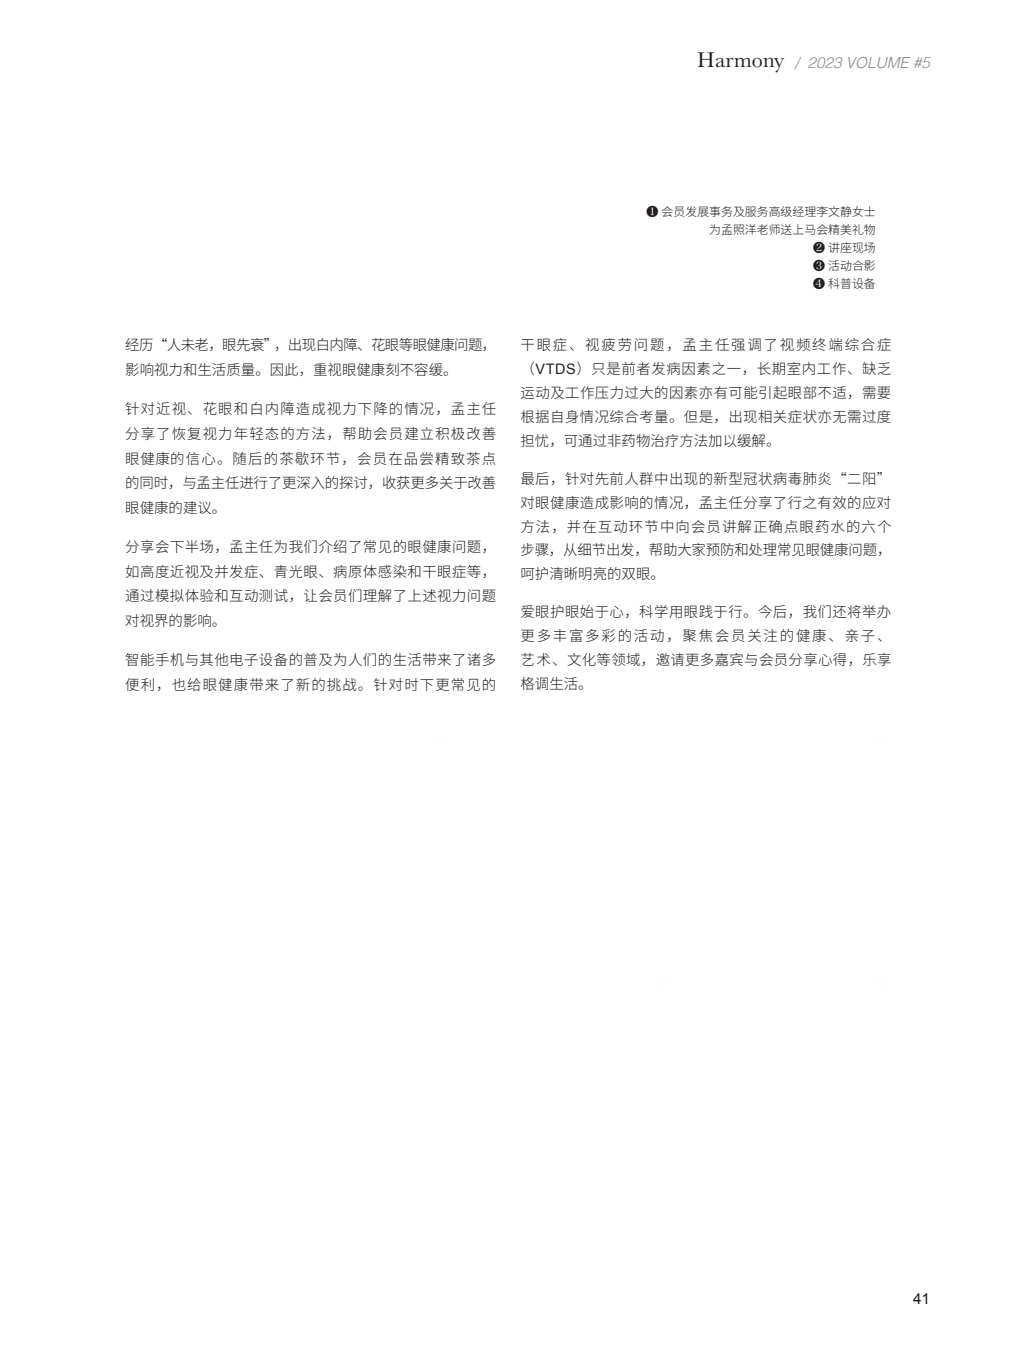 Harmony / 2023 VOLUME #5
❶ 会员发展事务及服务高级经理李文静女士
为孟照洋老师送上马会精美礼物
❷ 讲座现场
❸ 活动合影
❹ 科普设备
经历“人未老，眼先衰”，出现白内障、花眼等眼健康问题，
影响视力和生活质量。因此，重视眼健康刻不容缓。
针对近视、花眼和白内障造成视力下降的情况，孟主任
分享了恢复视力年轻态的方法，帮助会员建立积极改善
眼健康的信心。随后的茶歇环节，会员在品尝精致茶点
的同时，与孟主任进行了更深入的探讨，收获更多关于改善
眼健康的建议。
分享会下半场，孟主任为我们介绍了常见的眼健康问题，
如高度近视及并发症、青光眼、病原体感染和干眼症等，
通过模拟体验和互动测试，让会员们理解了上述视力问题
对视界的影响。
智能手机与其他电子设备的普及为人们的生活带来了诸多
便利，也给眼健康带来了新的挑战。针对时下更常见的
干眼症、视疲劳问题，孟主任强调了视频终端综合症
（VTDS）只是前者发病因素之一，长期室内工作、缺乏
运动及工作压力过大的因素亦有可能引起眼部不适，需要
根据自身情况综合考量。但是，出现相关症状亦无需过度
担忧，可通过非药物治疗方法加以缓解。
最后，针对先前人群中出现的新型冠状病毒肺炎“二阳”
对眼健康造成影响的情况，孟主任分享了行之有效的应对
方法，并在互动环节中向会员讲解正确点眼药水的六个
步骤，从细节出发，帮助大家预防和处理常见眼健康问题，
呵护清晰明亮的双眼。
爱眼护眼始于心，科学用眼践于行。今后，我们还将举办
更多丰富多彩的活动，聚焦会员关注的健康、亲子、
艺术、文化等领域，邀请更多嘉宾与会员分享心得，乐享
格调生活。
41